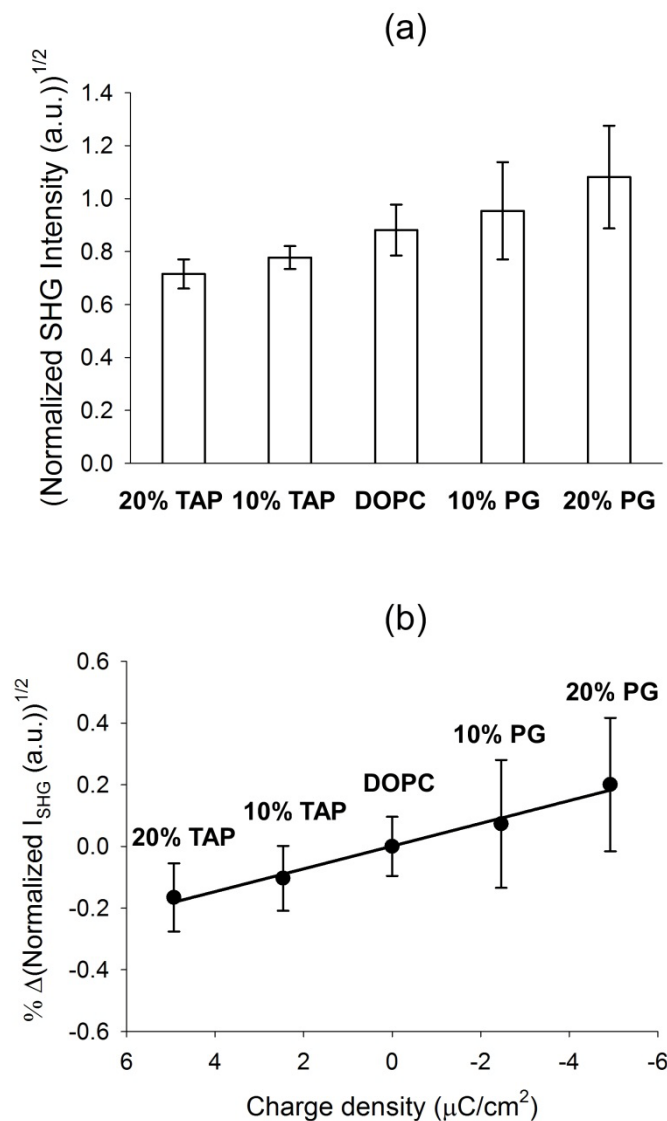 (a)
(Normalized SHG Intensity (a.u.))^{1/2}
1.4
1.2
1.0
0.8
0.6
0.4
0.2
0.0
20% TAP 10% TAP DOPC 10% PG 20% PG
(b)
% Δ(Normalized I_{SHG} (a.u.))^{1/2}
0.6
0.4
0.2
0.0
-0.2
-0.4
-0.6
20% TAP
10% TAP
DOPC
10% PG
20% PG
6 4 2 0 -2 -4 -6
Charge density (μC/cm²)